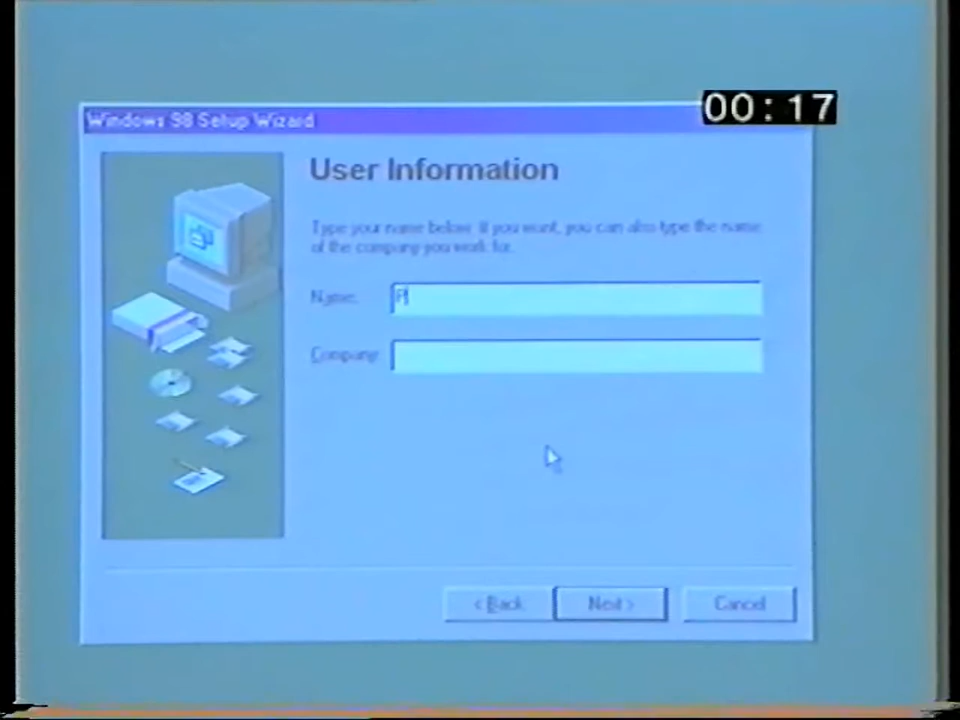 00:17
Windows 98 Setup Wizard
User Information
Type your name below. If you want, you can also type the name
of the company you work for.
Name: P
Company:
< Back
Next >
Cancel